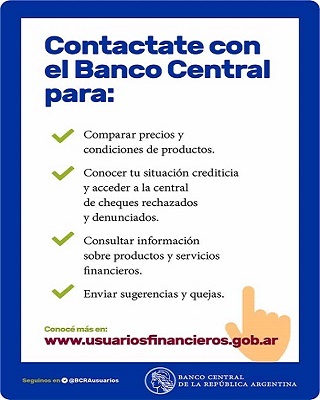 Contactate con
el Banco Central
para:
Comparar precios y
condiciones de productos.
Conocer tu situación crediticia
y acceder a la central
de cheques rechazados
y denunciados.
Consultar información
sobre productos y servicios
financieros.
Enviar sugerencias y quejas.
Conocé más en:
www.usuariosfinancieros.gob.ar
Seguinos en @BCRAusuarios
BANCO CENTRAL
DE LA REPÚBLICA ARGENTINA